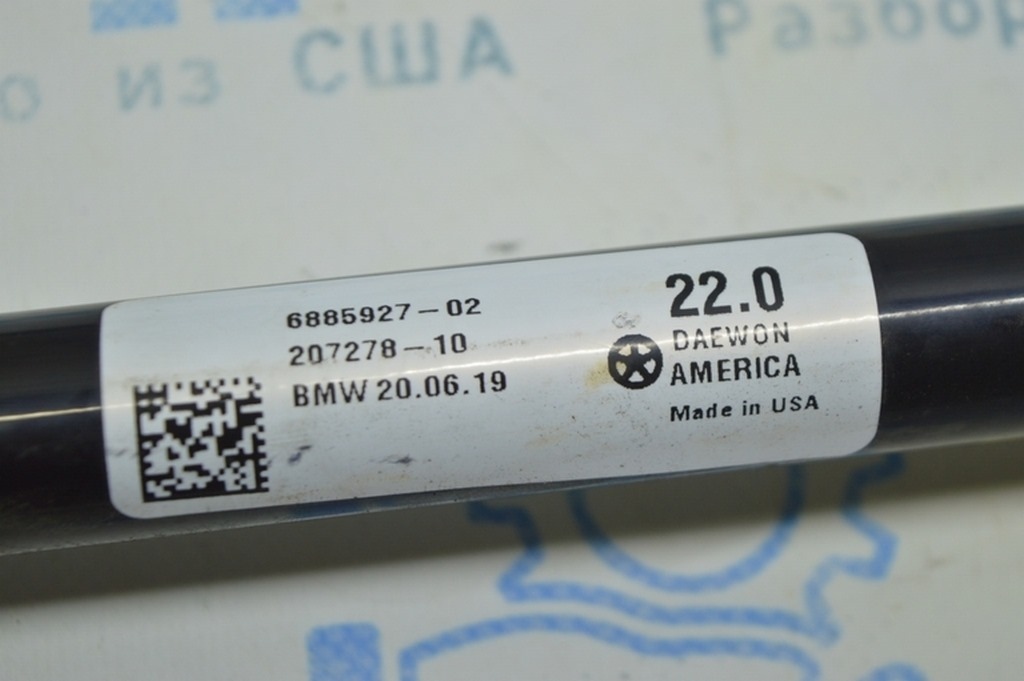 о из США
Разбор
6885927-02
207278-10
BMW 20.06.19
22.0
DAEWON
AMERICA
Made in USA